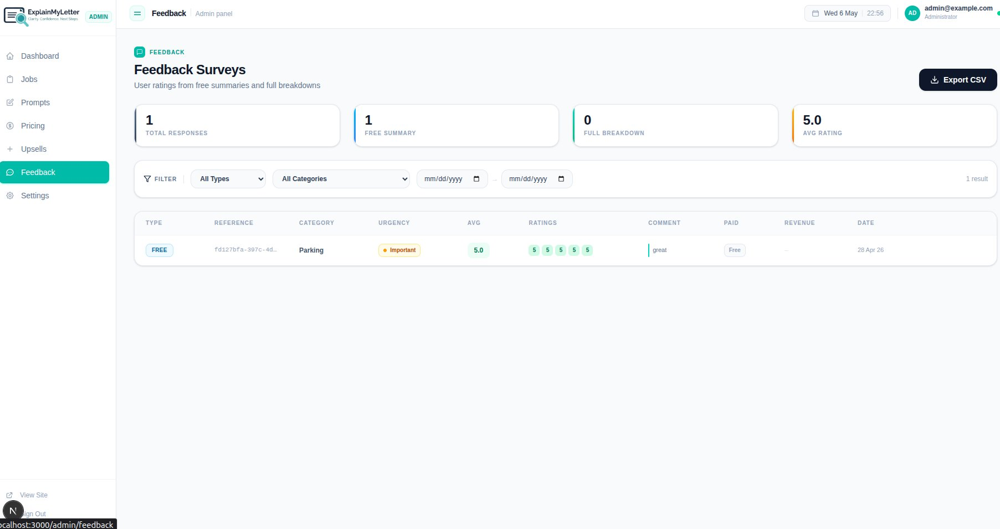 ExplainMyLetter
Clarity. Confidence. Next Steps.
ADMIN
Feedback
Admin panel
Wed 6 May
22:56
AD
admin@example.com
Administrator
Dashboard
Jobs
Prompts
Pricing
Upsells
Feedback
Settings
View Site
ign Out
ocalhost:3000/admin/feedback
FEEDBACK
Feedback Surveys
User ratings from free summaries and full breakdowns
Export CSV
1
TOTAL RESPONSES
1
FREE SUMMARY
0
FULL BREAKDOWN
5.0
AVG RATING
FILTER
All Types
All Categories
mm/dd/yyyy
→
mm/dd/yyyy
1 result
TYPE REFERENCE CATEGORY URGENCY AVG RATINGS COMMENT PAID REVENUE DATE
FREE fd127bfa-397c-4d… Parking Important 5.0 5 5 5 5 5 great Free — 28 Apr 26